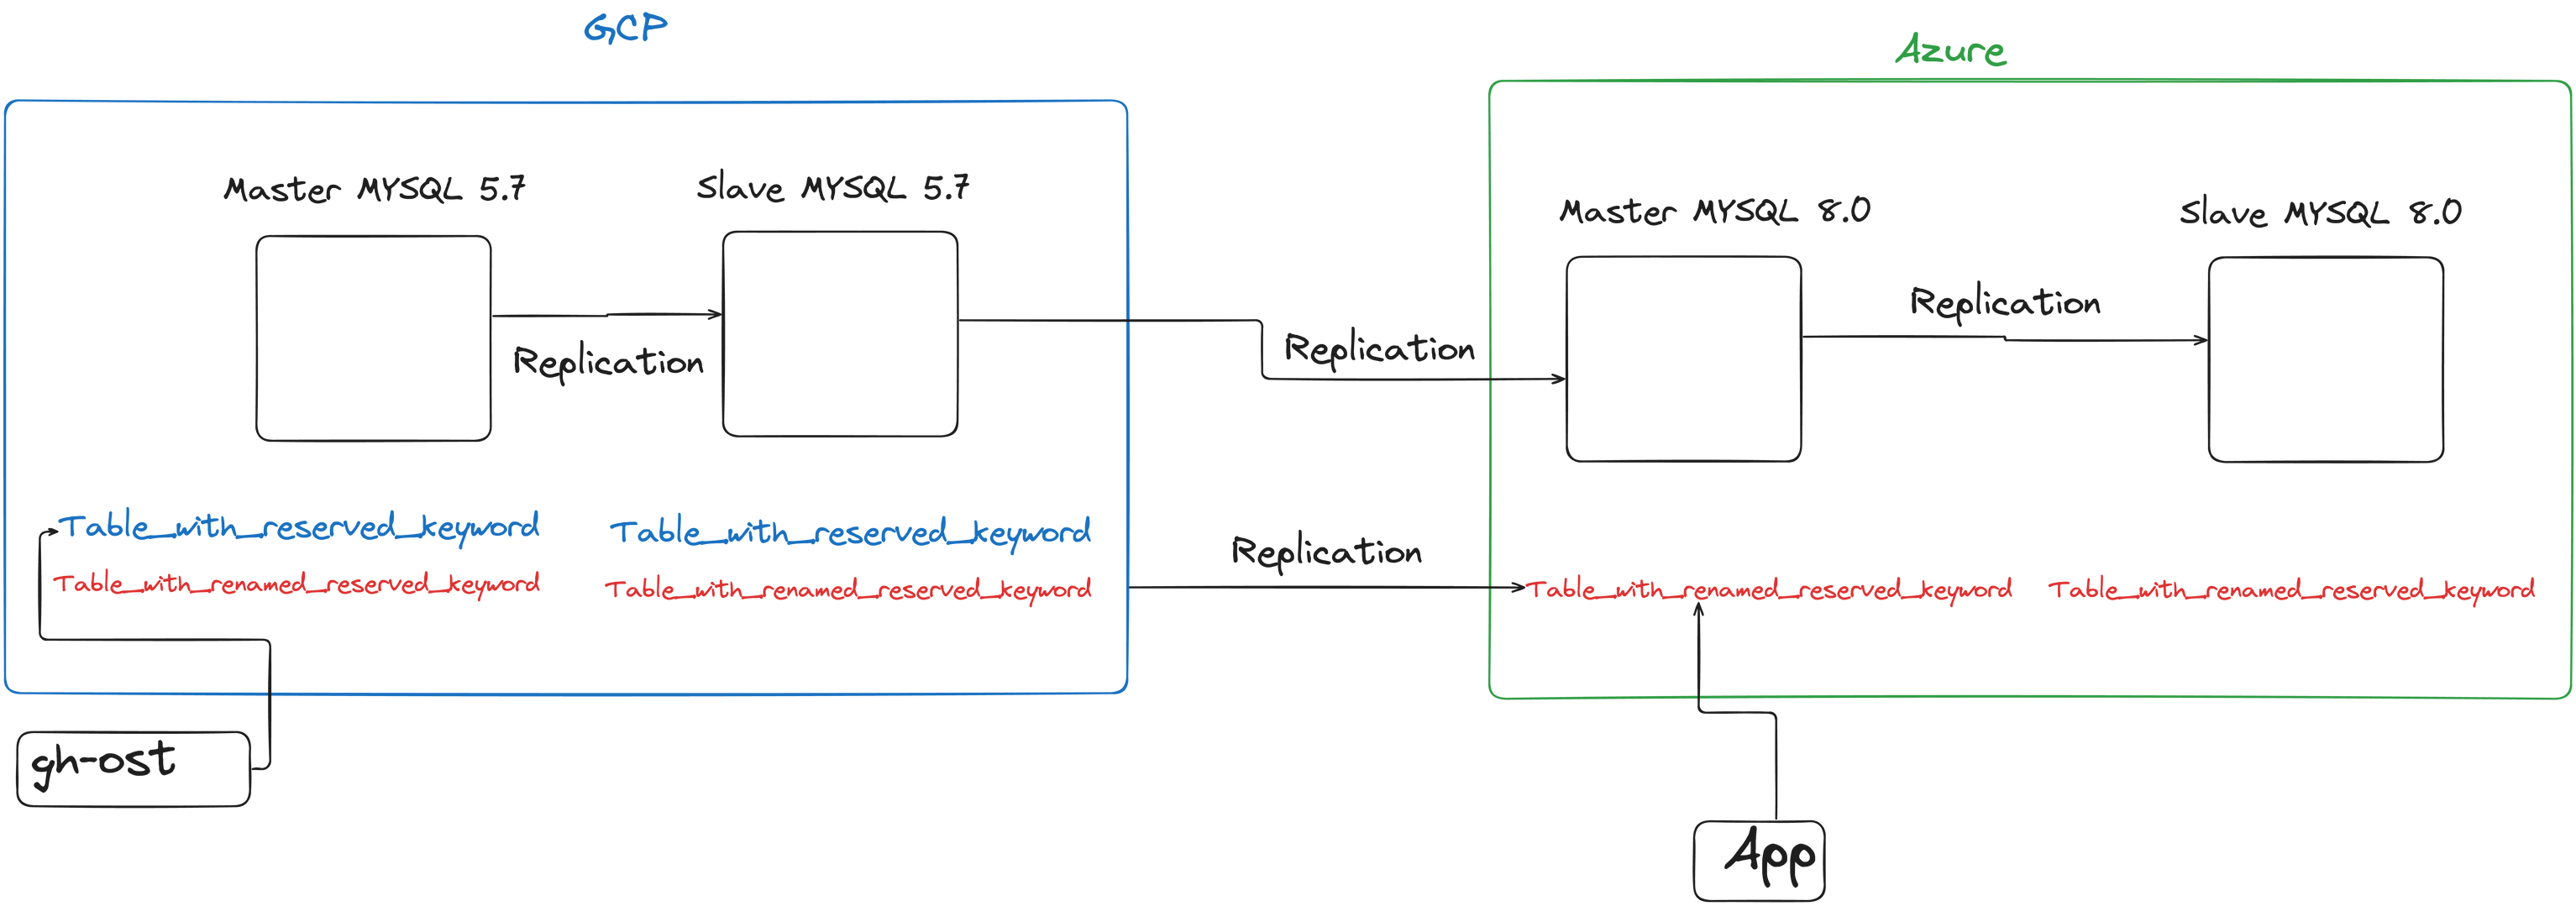 GCP
Azure
Master MYSQL 5.7
Slave MYSQL 5.7
Master MYSQL 8.0
Slave MYSQL 8.0
Replication
Replication
Replication
Table_with_reserved_keyword
Table_with_reserved_keyword
Replication
Table_with_renamed_reserved_keyword
Table_with_renamed_reserved_keyword
Table_with_renamed_reserved_keyword
Table_with_renamed_reserved_keyword
gh-ost
App